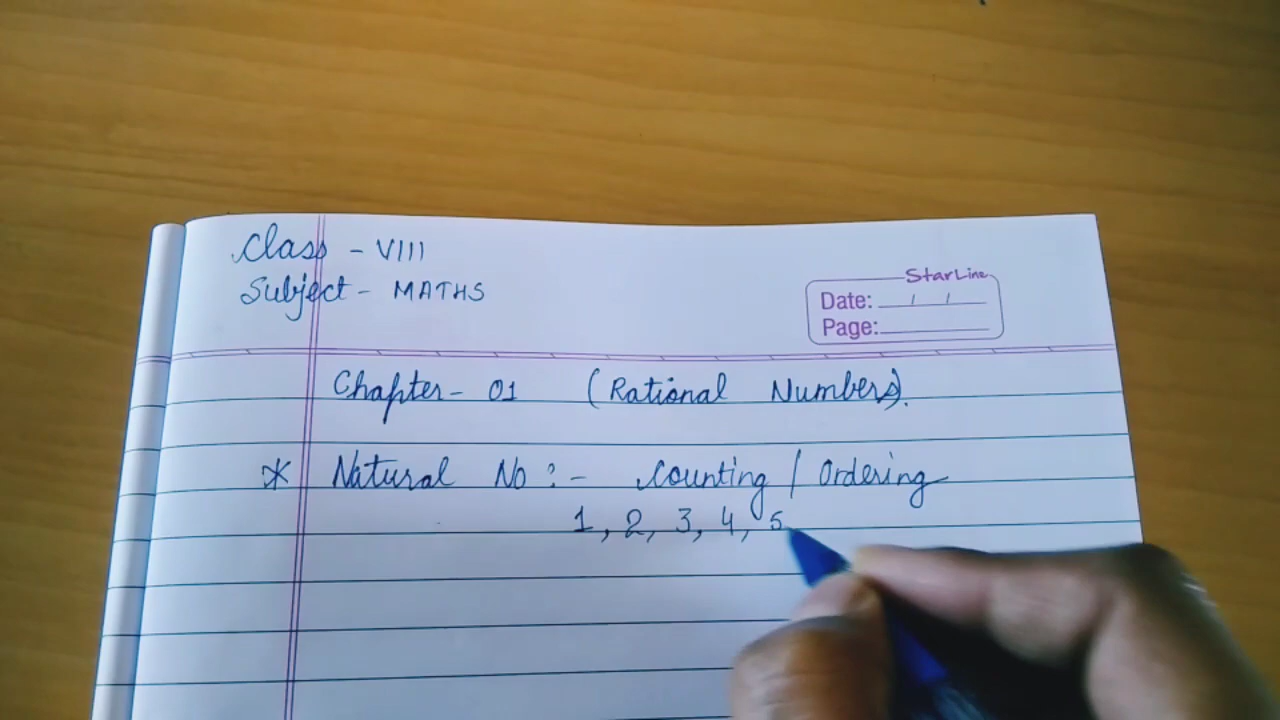 Class - VIII
Subject - MATHS
StarLine
Date: / /
Page:
Chapter - 01 (Rational Numbers).
* Natural No :- Counting / Ordering
1, 2, 3, 4, 5